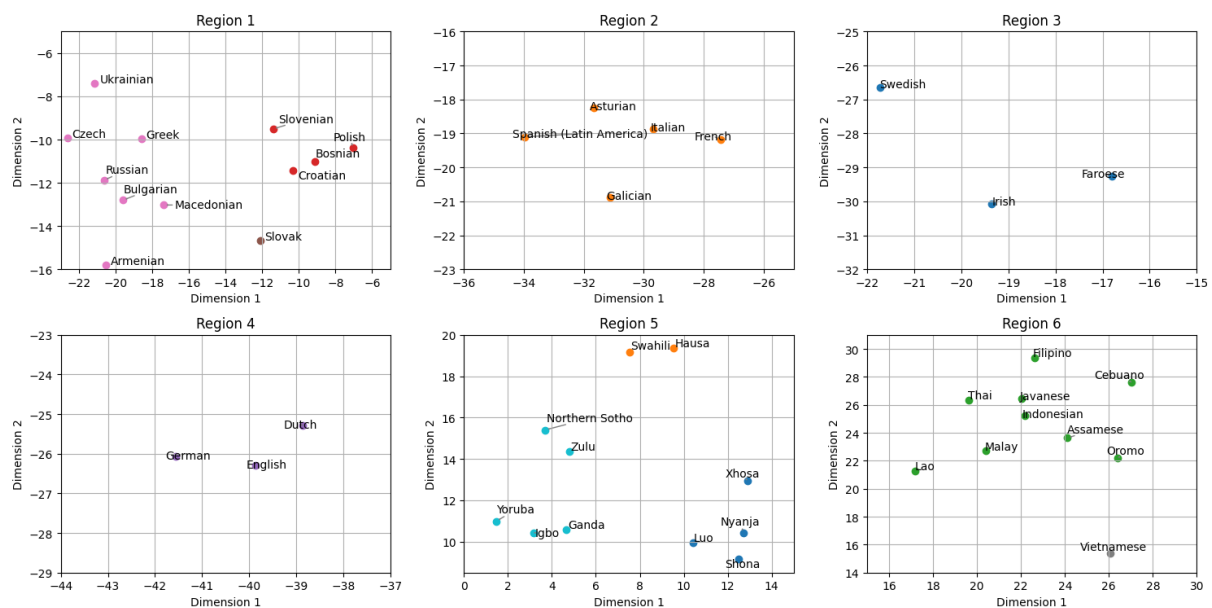 Region 1
Region 2
Region 3
−6
−8
−10
−12
−14
−16
Dimension 2
Ukrainian
Czech
Greek
Slovenian
Polish
Bosnian
Croatian
Russian
Bulgarian
Macedonian
Slovak
Armenian
−22 −20 −18 −16 −14 −12 −10 −8 −6
Dimension 1
−16
−17
−18
−19
−20
−21
−22
−23
Dimension 2
Asturian
Spanish (Latin America)
Italian
French
Galician
−36 −34 −32 −30 −28 −26
Dimension 1
−25
−26
−27
−28
−29
−30
−31
−32
Dimension 2
Swedish
Faroese
Irish
−22 −21 −20 −19 −18 −17 −16 −15
Dimension 1
Region 4
Region 5
Region 6
−23
−24
−25
−26
−27
−28
−29
Dimension 2
Dutch
German
English
−44 −43 −42 −41 −40 −39 −38 −37
Dimension 1
20
18
16
14
12
10
Dimension 2
Swahili
Hausa
Northern Sotho
Zulu
Xhosa
Yoruba
Igbo
Ganda
Nyanja
Luo
Shona
0 2 4 6 8 10 12 14
Dimension 1
30
28
26
24
22
20
18
16
14
Dimension 2
Filipino
Cebuano
Thai
Javanese
Indonesian
Assamese
Malay
Oromo
Lao
Vietnamese
16 18 20 22 24 26 28 30
Dimension 1